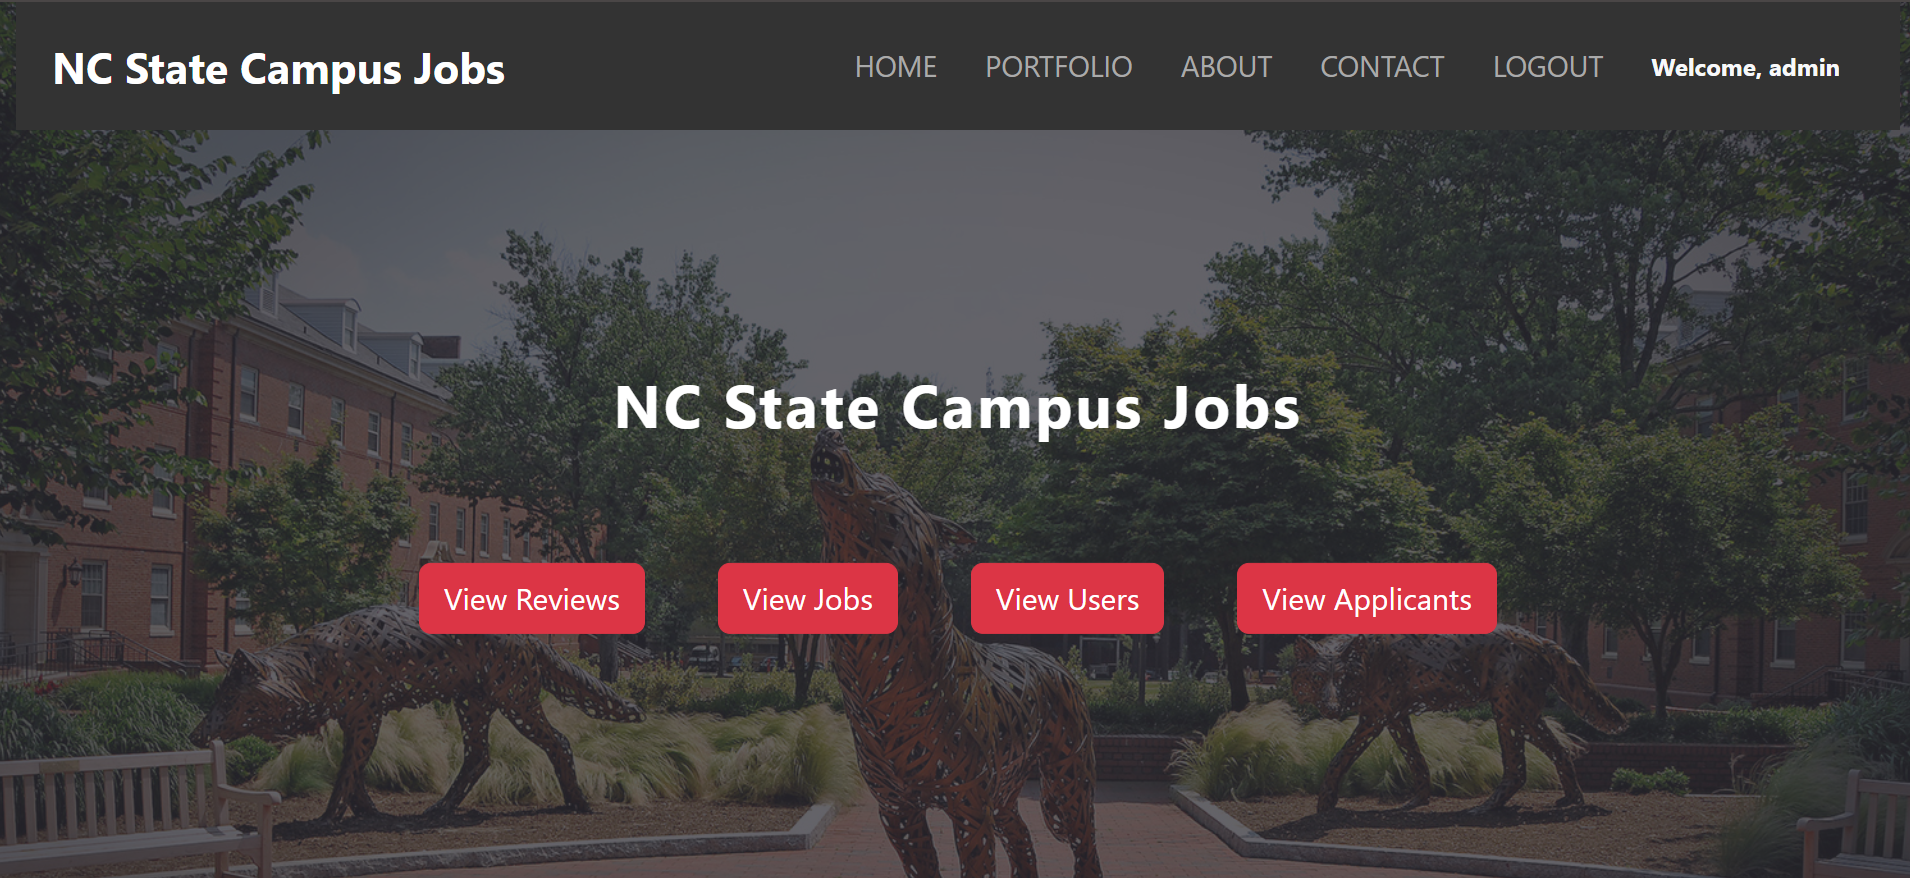 NC State Campus Jobs
HOME PORTFOLIO ABOUT CONTACT LOGOUT Welcome, admin
NC State Campus Jobs
View Reviews View Jobs View Users View Applicants